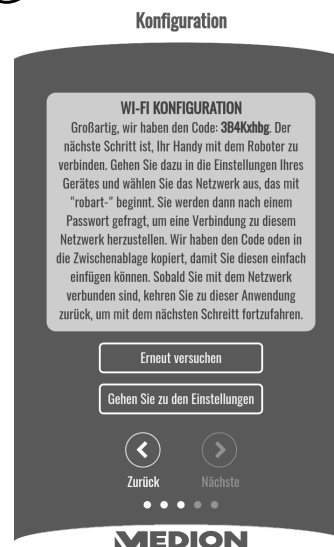 Konfiguration
WI-FI KONFIGURATION
Großartig, wir haben den Code: 3B4Kxhbg. Der
nächste Schritt ist, Ihr Handy mit dem Roboter zu
verbinden. Gehen Sie dazu in die Einstellungen Ihres
Gerätes und wählen Sie das Netzwerk aus, das mit
"robart-" beginnt. Sie werden dann nach einem
Passwort gefragt, um eine Verbindung zu diesem
Netzwerk herzustellen. Wir haben den Code oden in
die Zwischenablage kopiert, damit Sie diesen einfach
einfügen können. Sobald Sie mit dem Netzwerk
verbunden sind, kehren Sie zu dieser Anwendung
zurück, um mit dem nächsten Schreitt fortzufahren.
Erneut versuchen
Gehen Sie zu den Einstellungen
Zurück Nächste
MEDION